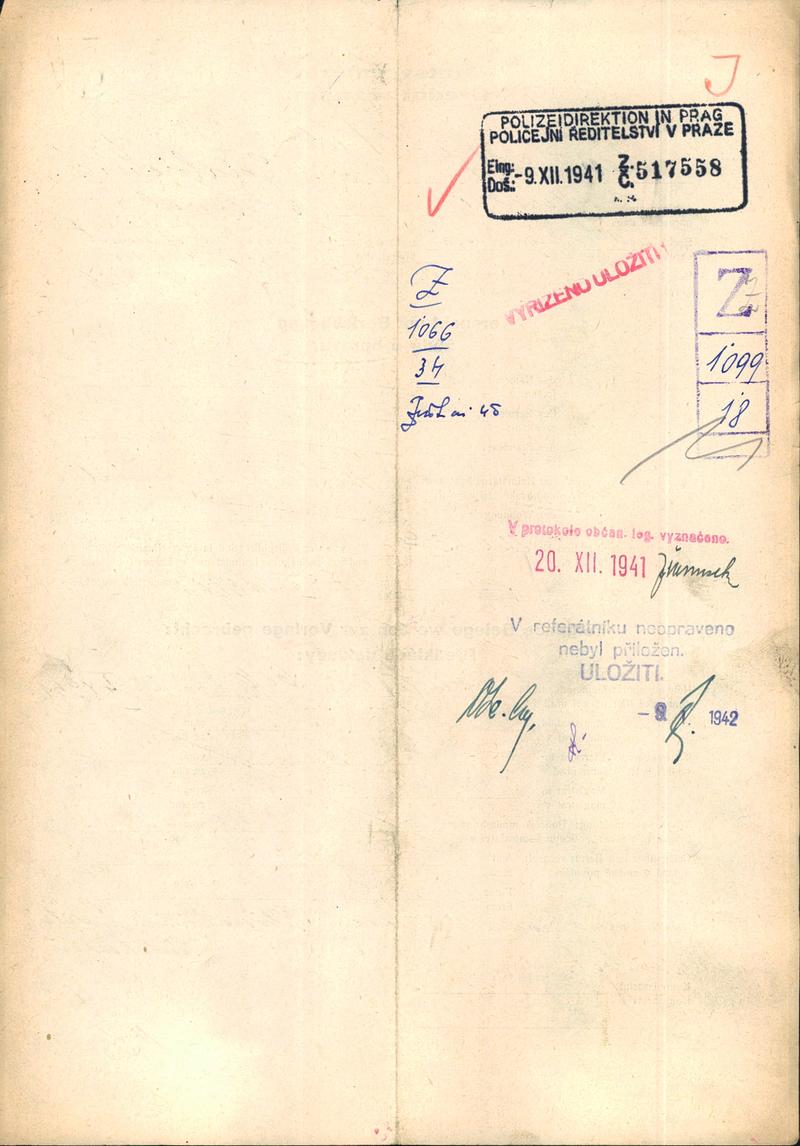 J
POLIZEIDIREKTION IN PRAG
POLICEJNÍ ŘEDITELSTVÍ V PRAZE
Eing.:
Doš.:
-9.XII.1941
Z.
Č.
517558
VYŘÍZENO ULOŽITI!
Z
1066
34
Z
1099
18
V protokole občan. leg. vyznačeno.
20. XII. 1941
V referátníku neopraveno
nebyl přiložen.
ULOŽITI.
1942